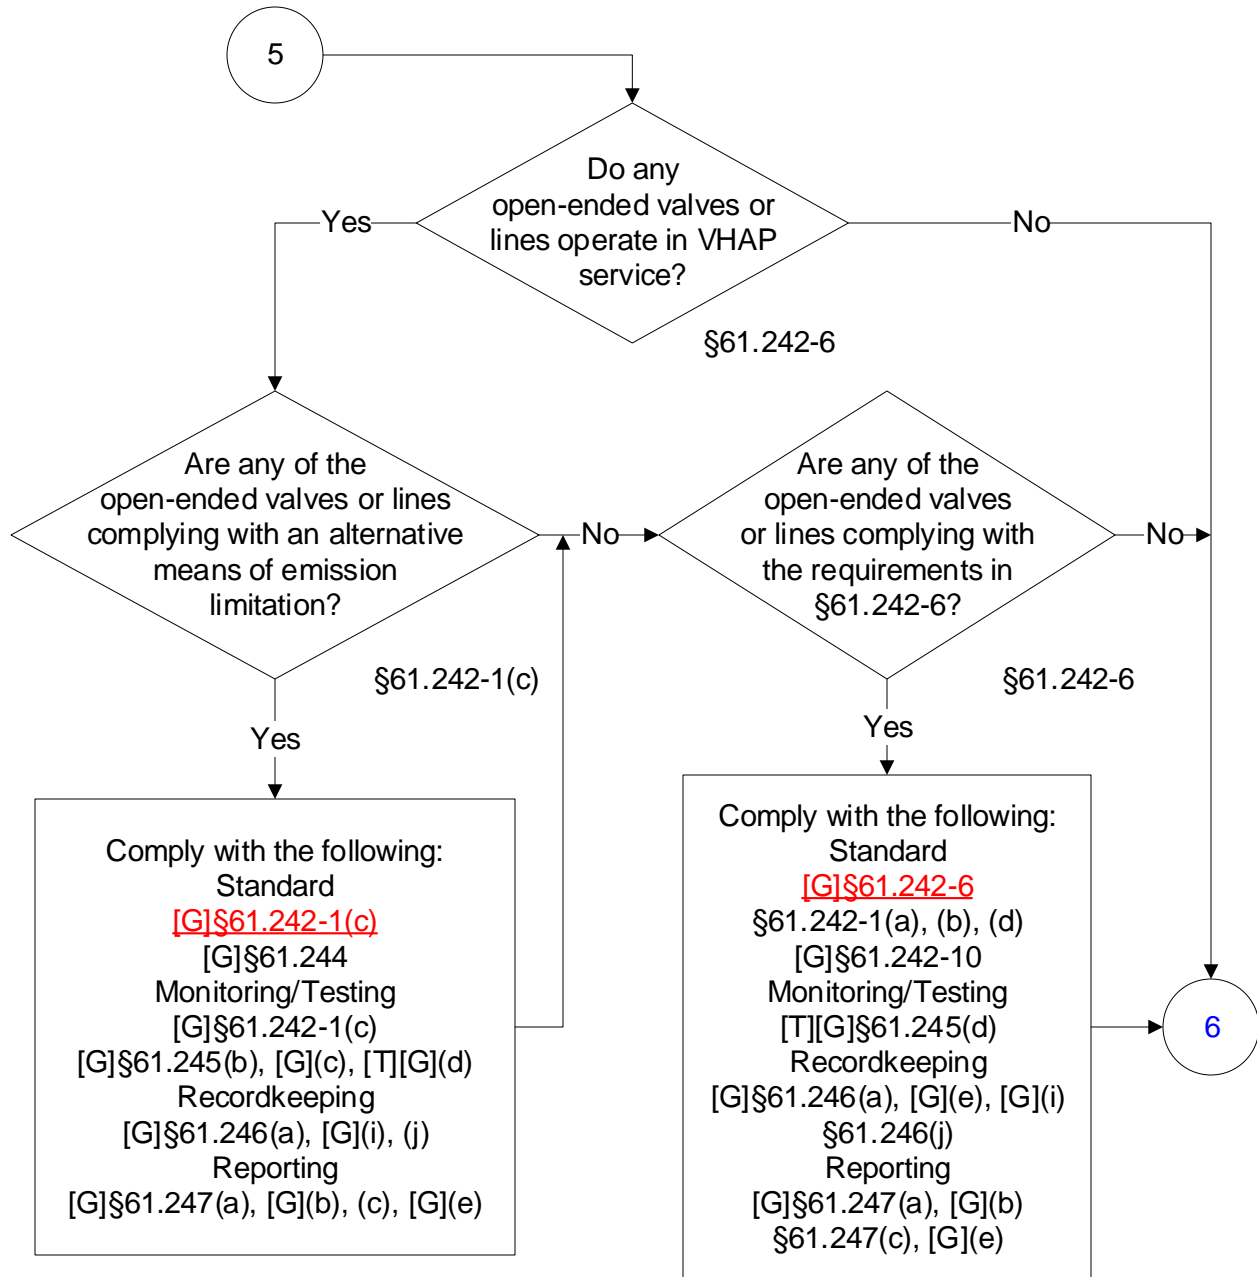 5
Do any
open-ended valves or
lines operate in VHAP
service?
Yes
No
§61.242-6
Are any of the
open-ended valves or lines
complying with an alternative
means of emission
limitation?
No
§61.242-1(c)
Yes
Are any of the
open-ended valves
or lines complying with
the requirements in
§61.242-6?
No
§61.242-6
Yes
Comply with the following:
Standard
[G]§61.242-1(c)
[G]§61.244
Monitoring/Testing
[G]§61.242-1(c)
[G]§61.245(b), [G](c), [T][G](d)
Recordkeeping
[G]§61.246(a), [G](i), (j)
Reporting
[G]§61.247(a), [G](b), (c), [G](e)
Comply with the following:
Standard
[G]§61.242-6
§61.242-1(a), (b), (d)
[G]§61.242-10
Monitoring/Testing
[T][G]§61.245(d)
Recordkeeping
[G]§61.246(a), [G](e), [G](i)
§61.246(j)
Reporting
[G]§61.247(a), [G](b)
§61.247(c), [G](e)
6